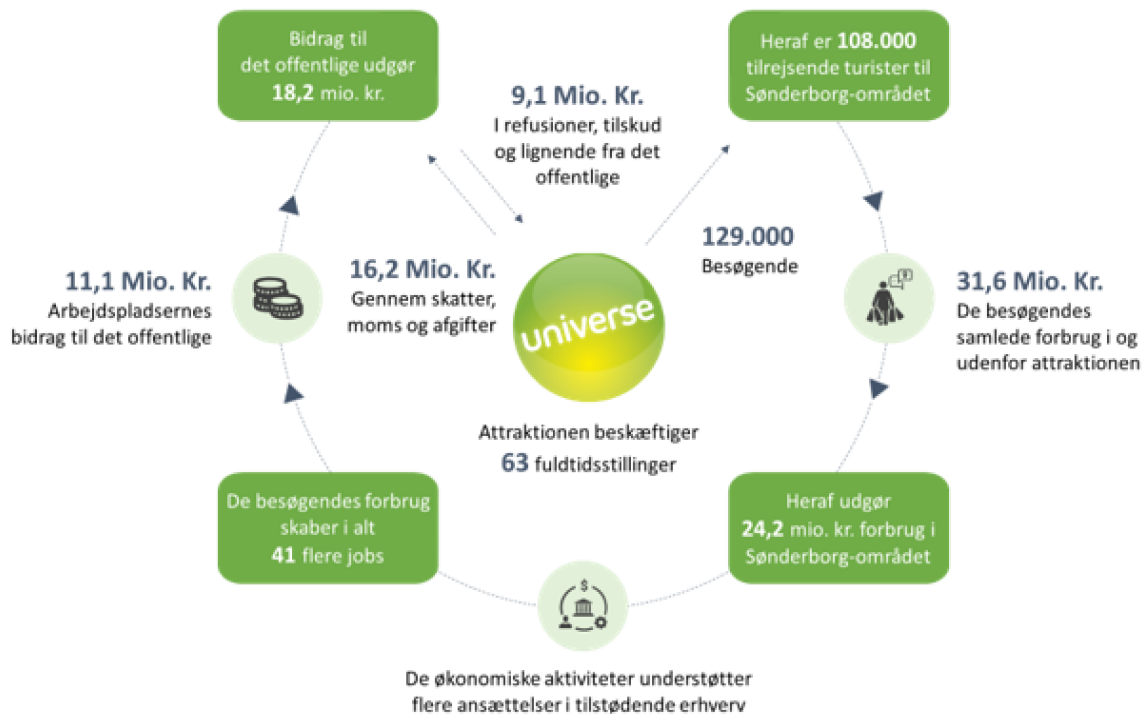 Bidrag til
det offentlige udgør
18,2 mio. kr.
9,1 Mio. Kr.
I refusioner, tilskud
og lignende fra det
offentlige
Heraf er 108.000
tilrejsende turister til
Sønderborg-området
11,1 Mio. Kr.
Arbejdspladsernes
bidrag til det offentlige
16,2 Mio. Kr.
Gennem skatter,
moms og afgifter
universe
129.000
Besøgende
31,6 Mio. Kr.
De besøgendes
samlede forbrug i og
udenfor attraktionen
Attraktionen beskæftiger
63 fuldtidsstillinger
De besøgendes forbrug
skaber i alt
41 flere jobs
Heraf udgør
24,2 mio. kr. forbrug i
Sønderborg-området
$
De økonomiske aktiviteter understøtter
flere ansættelser i tilstødende erhverv